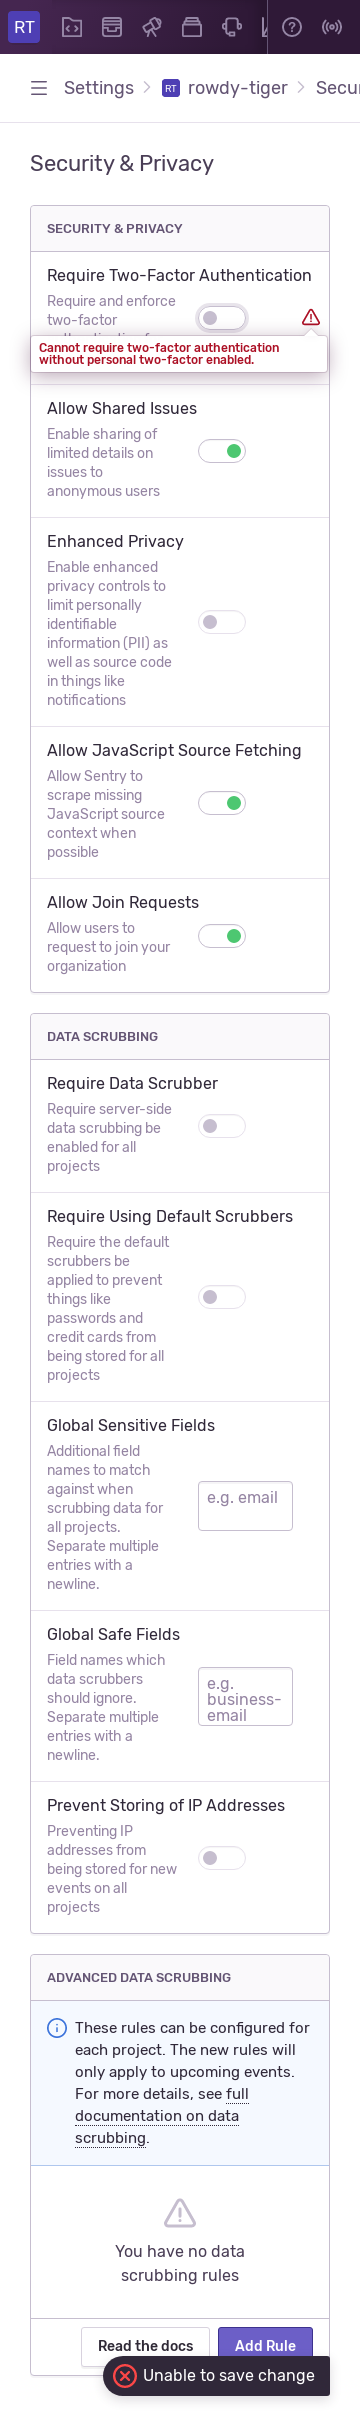 RT
Settings
RT rowdy-tiger
Secur
Security & Privacy
SECURITY & PRIVACY
Require Two-Factor Authentication
Require and enforce
two-factor
Cannot require two-factor authentication
without personal two-factor enabled.
Allow Shared Issues
Enable sharing of
limited details on
issues to
anonymous users
Enhanced Privacy
Enable enhanced
privacy controls to
limit personally
identifiable
information (PII) as
well as source code
in things like
notifications
Allow JavaScript Source Fetching
Allow Sentry to
scrape missing
JavaScript source
context when
possible
Allow Join Requests
Allow users to
request to join your
organization
DATA SCRUBBING
Require Data Scrubber
Require server-side
data scrubbing be
enabled for all
projects
Require Using Default Scrubbers
Require the default
scrubbers be
applied to prevent
things like
passwords and
credit cards from
being stored for all
projects
Global Sensitive Fields
Additional field
names to match
against when
scrubbing data for
all projects.
Separate multiple
entries with a
newline.
e.g. email
Global Safe Fields
Field names which
data scrubbers
should ignore.
Separate multiple
entries with a
newline.
e.g.
business-
email
Prevent Storing of IP Addresses
Preventing IP
addresses from
being stored for new
events on all
projects
ADVANCED DATA SCRUBBING
These rules can be configured for
each project. The new rules will
only apply to upcoming events.
For more details, see full
documentation on data
scrubbing.
You have no data
scrubbing rules
Read the docs
Add Rule
Unable to save change